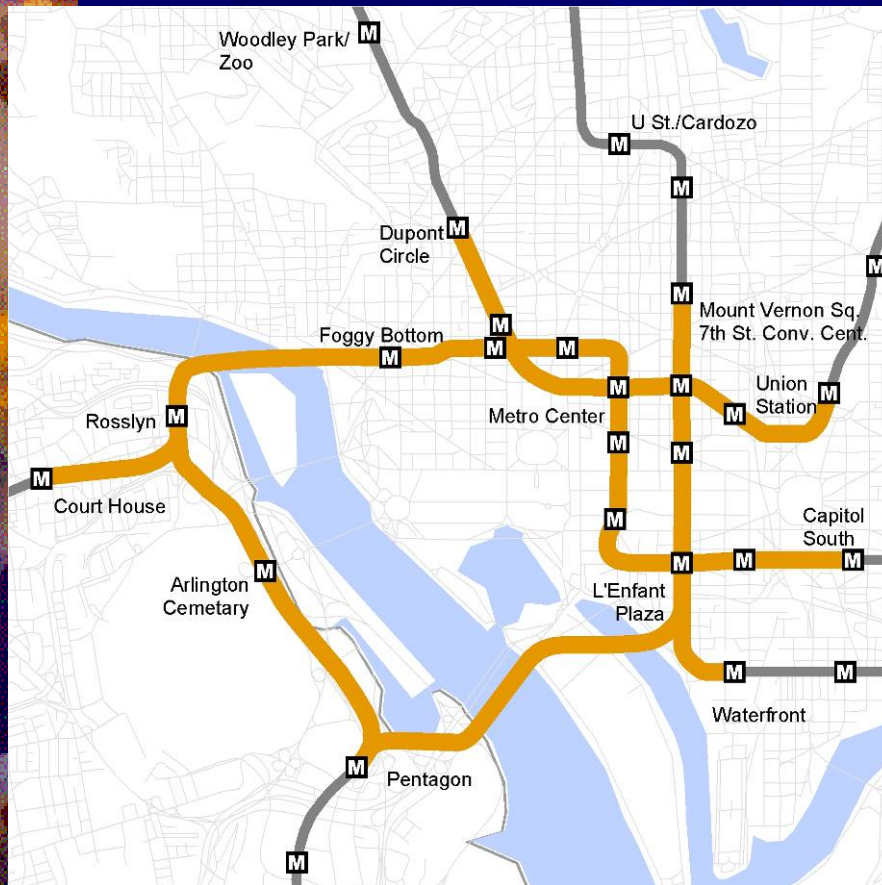 Woodley Park/
Zoo
M
U St./Cardozo
M
M
Dupont
Circle
M
M
Mount Vernon Sq.
7th St. Conv. Cent.
M
M
Foggy Bottom
M
M
M
Metro Center
M
M
M
Union
Station
M
Rosslyn
M
M
M
Court House
M
M
Capitol
South
M
Arlington
Cemetary
M
L'Enfant
Plaza
M
M
M
M
Waterfront
M
Pentagon
M
M